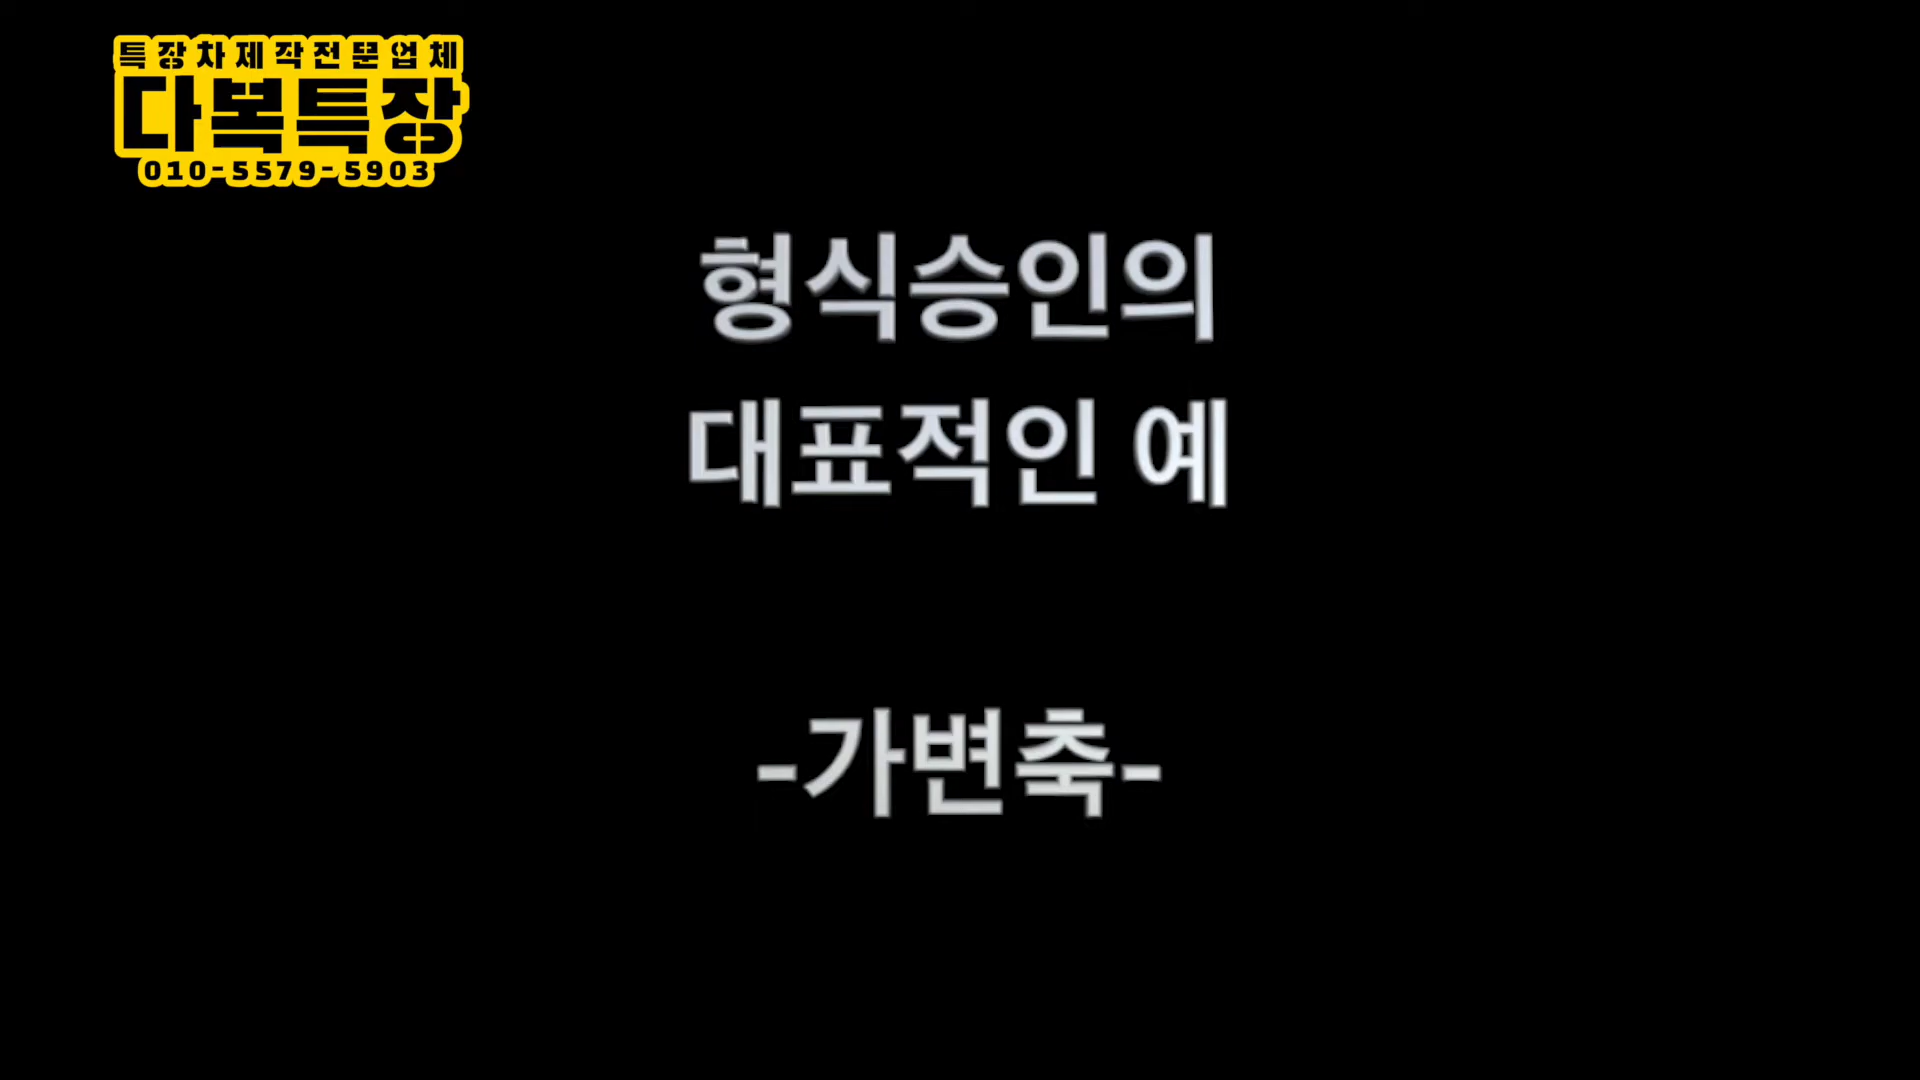 특장차제작전문업체
다복특장
010-5579-5903
형식승인의
대표적인 예
-가변축-